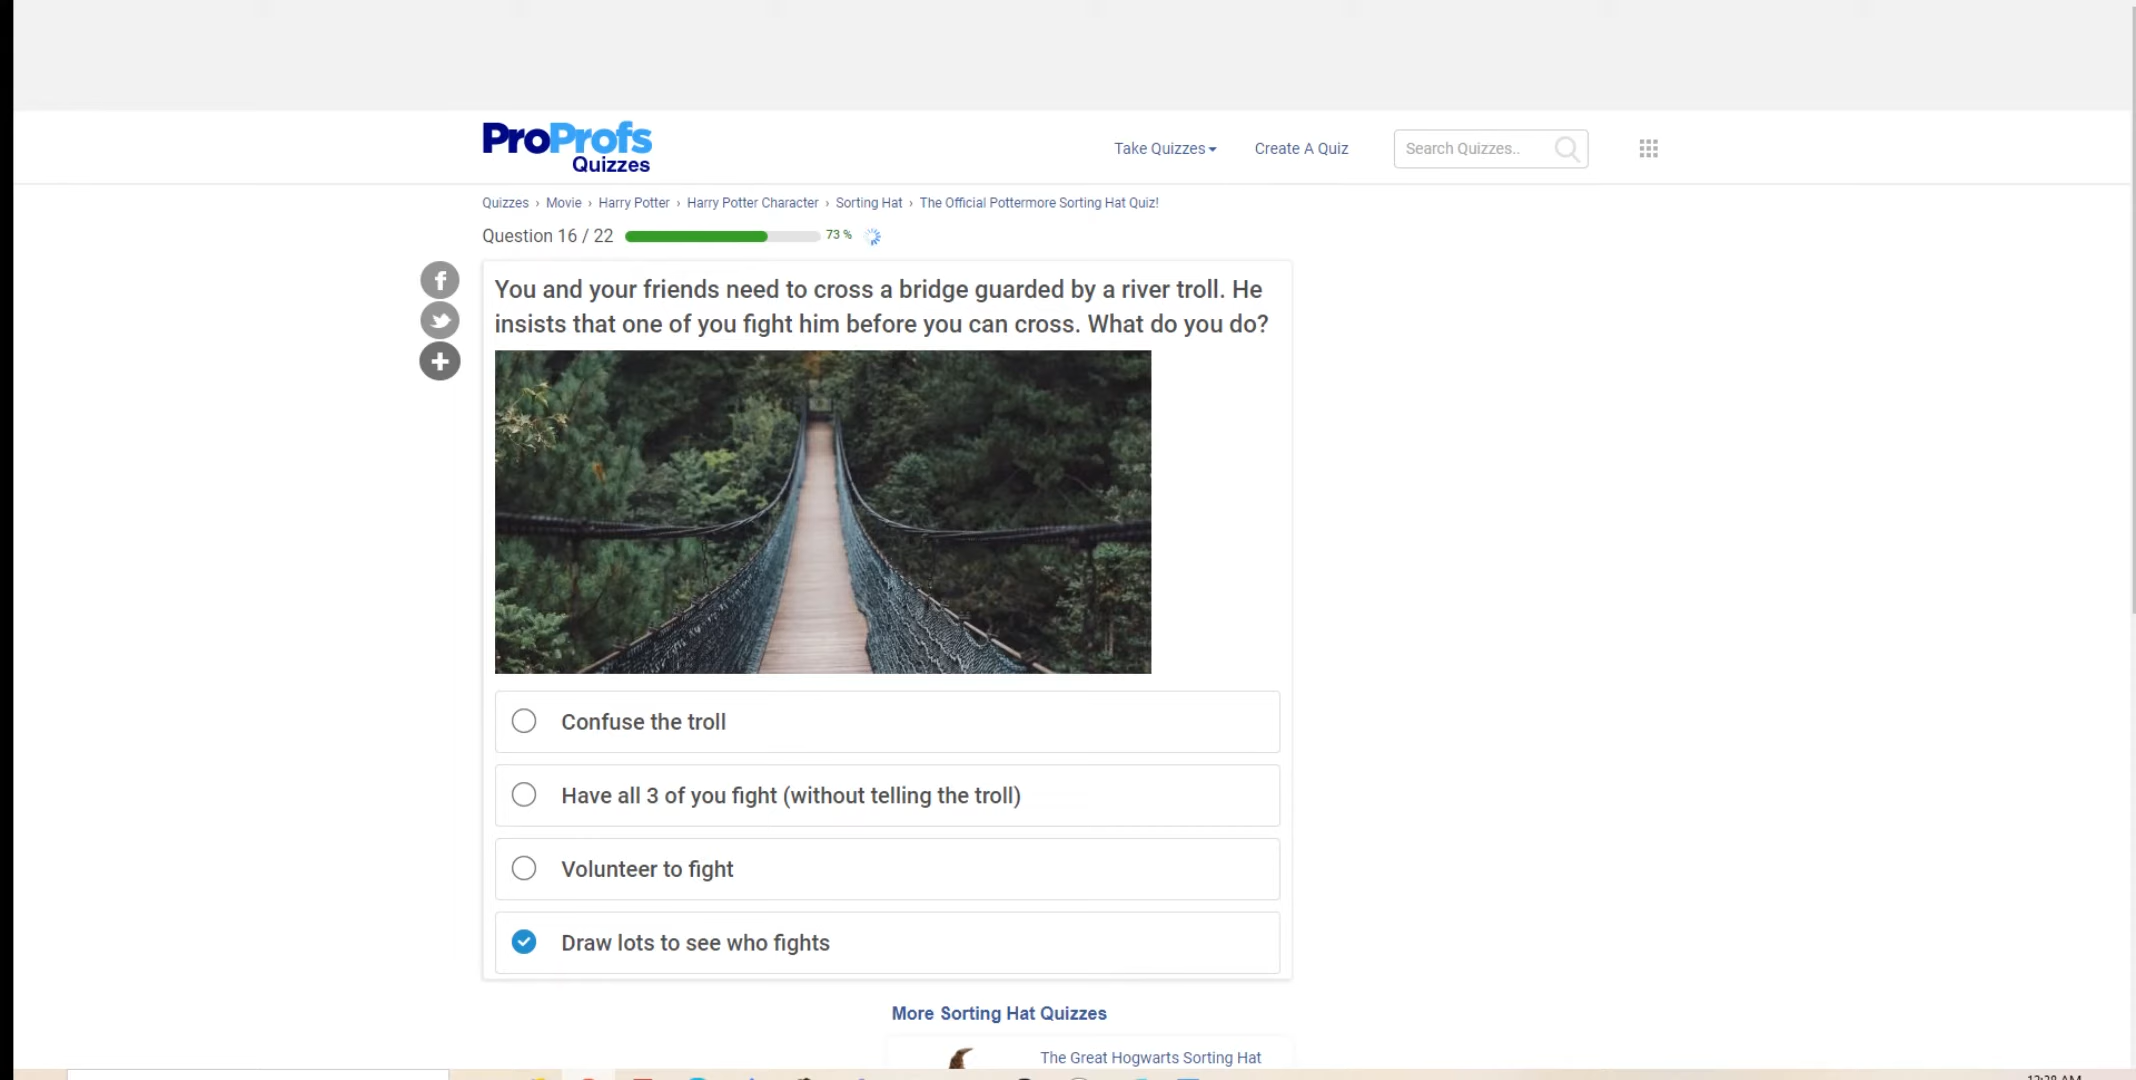 ProProfs
Quizzes
Take Quizzes
Create A Quiz
Search Quizzes..
Quizzes › Movie › Harry Potter › Harry Potter Character › Sorting Hat › The Official Pottermore Sorting Hat Quiz!
Question 16 / 22
73 %
You and your friends need to cross a bridge guarded by a river troll. He
insists that one of you fight him before you can cross. What do you do?
Confuse the troll
Have all 3 of you fight (without telling the troll)
Volunteer to fight
Draw lots to see who fights
More Sorting Hat Quizzes
The Great Hogwarts Sorting Hat